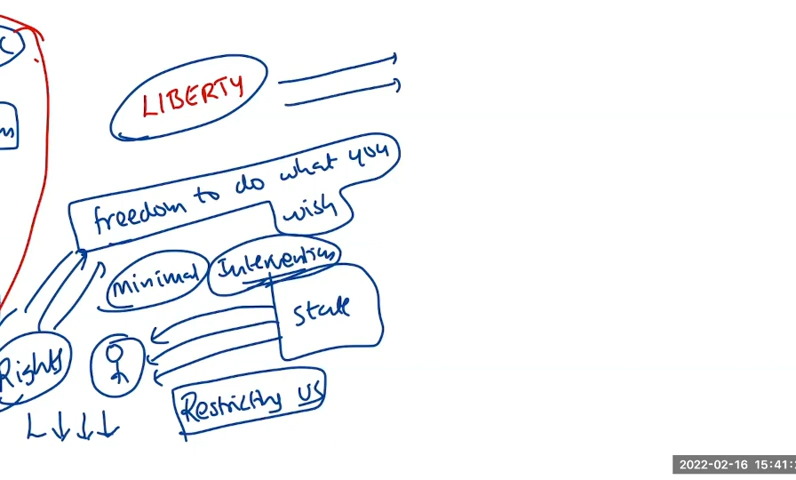 C
LIBERTY
freedom to do what you
wish
minimal Intervention
State
Rights
Restricting us
L
2022-02-16 15:41: